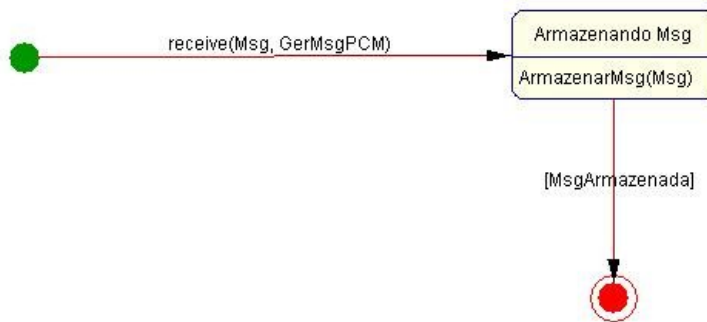 receive(Msg, GerMsgPCM)
Armazenando Msg
ArmazenarMsg(Msg)
[MsgArmazenada]